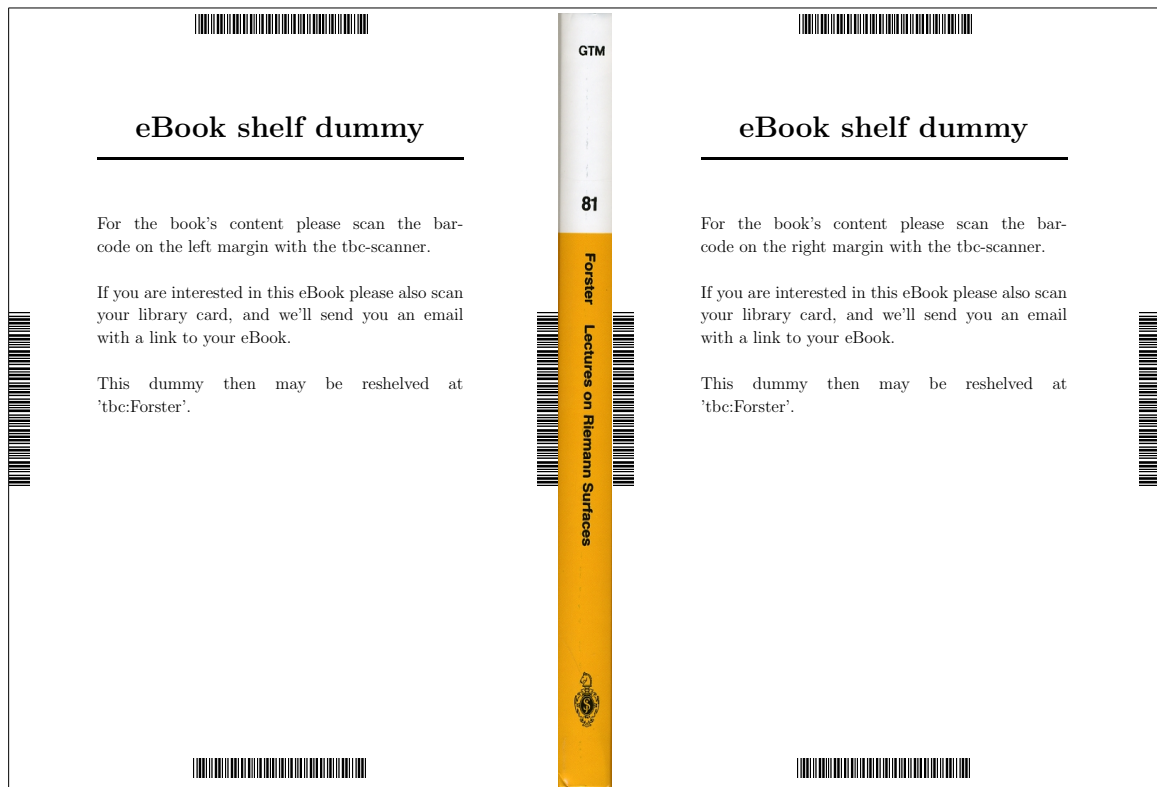 eBook shelf dummy
For the book's content please scan the bar-
code on the left margin with the tbc-scanner.
If you are interested in this eBook please also scan
your library card, and we'll send you an email
with a link to your eBook.
This dummy then may be reshelved at
'tbc:Forster'.
GTM
81
Forster Lectures on Riemann Surfaces
eBook shelf dummy
For the book's content please scan the bar-
code on the right margin with the tbc-scanner.
If you are interested in this eBook please also scan
your library card, and we'll send you an email
with a link to your eBook.
This dummy then may be reshelved at
'tbc:Forster'.